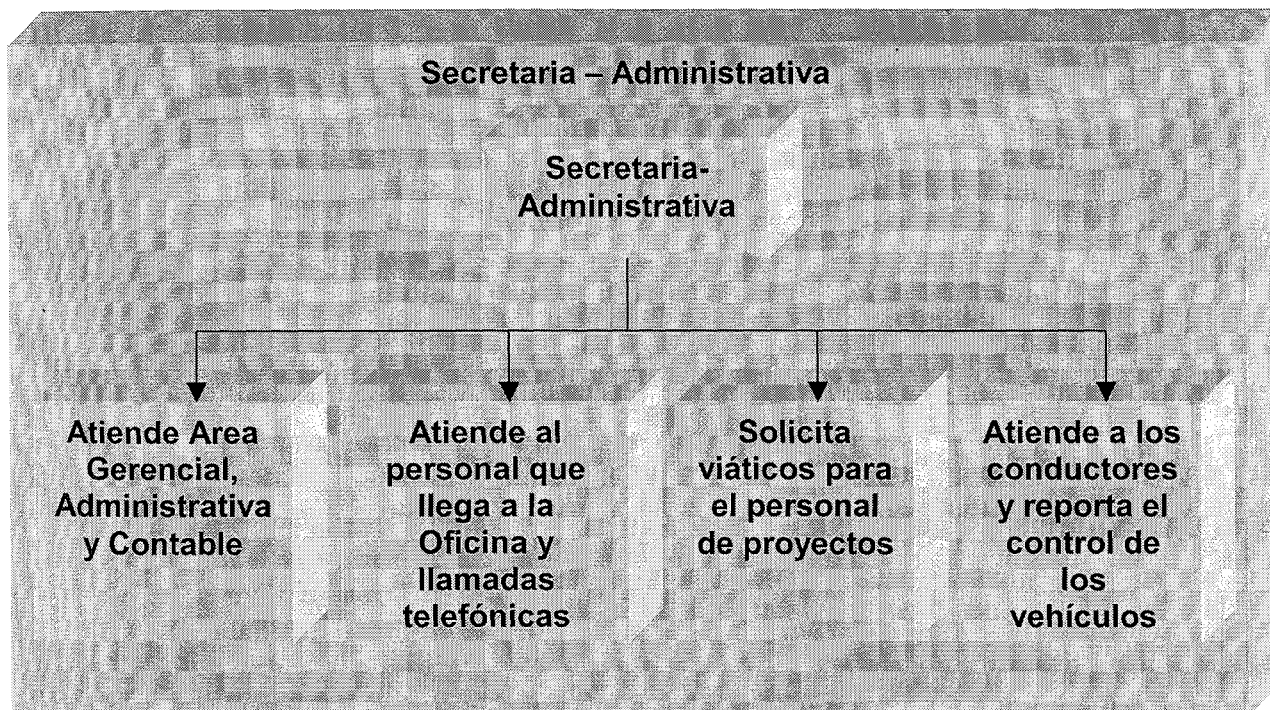 Secretaria – Administrativa
Secretaria-
Administrativa
Atiende Area
Gerencial,
Administrativa
y Contable
Atiende al
personal que
llega a la
Oficina y
llamadas
telefónicas
Solicita
viáticos para
el personal
de proyectos
Atiende a los
conductores
y reporta el
control de
los
vehículos